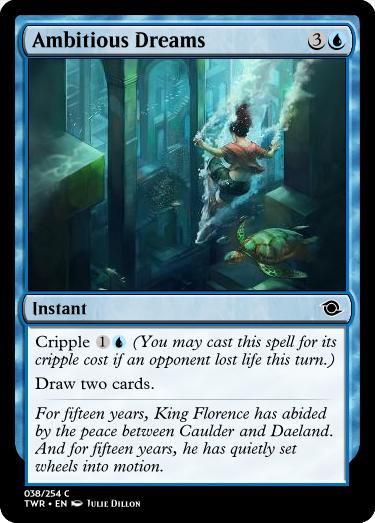 Ambitious Dreams 3
Instant
Cripple 1 (You may cast this spell for its
cripple cost if an opponent lost life this turn.)
Draw two cards.
For fifteen years, King Florence has abided
by the peace between Caulder and Daeland.
And for fifteen years, he has quietly set
wheels into motion.
038/254 C
TWR • EN Julie Dillon